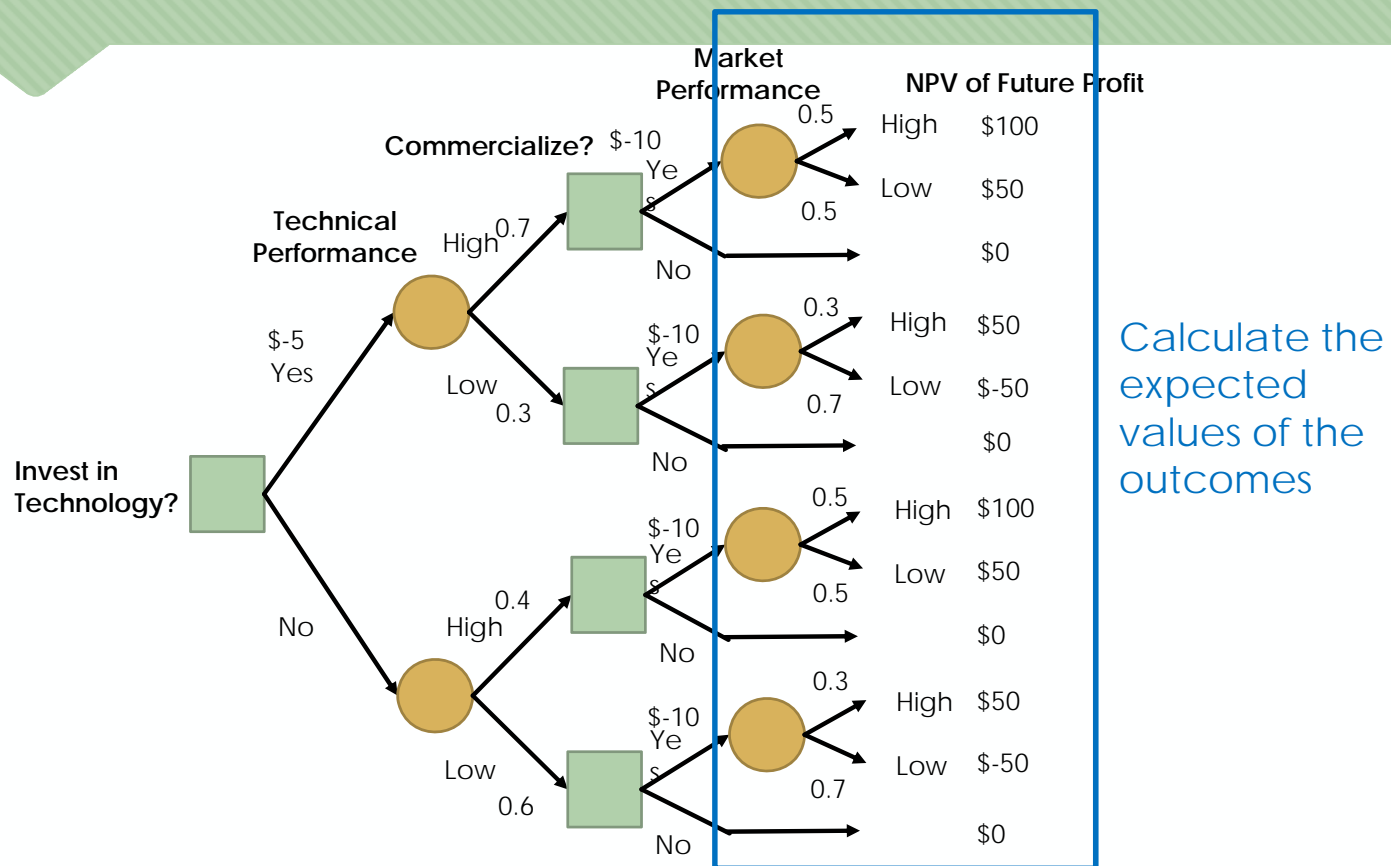 Market
Performance
NPV of Future Profit
Commercialize?
$-10
Ye
s
0.5
High
$100
Low
$50
0.5
No
$0
Technical
Performance
High
0.7
$-5
Yes
Low
0.3
$-10
Ye
s
0.3
High
$50
Low
$-50
0.7
No
$0
Calculate the
expected
values of the
outcomes
Invest in
Technology?
No
0.4
High
$-10
Ye
s
0.5
High
$100
Low
$50
0.5
No
$0
Low
0.6
$-10
Ye
s
0.3
High
$50
Low
$-50
0.7
No
$0